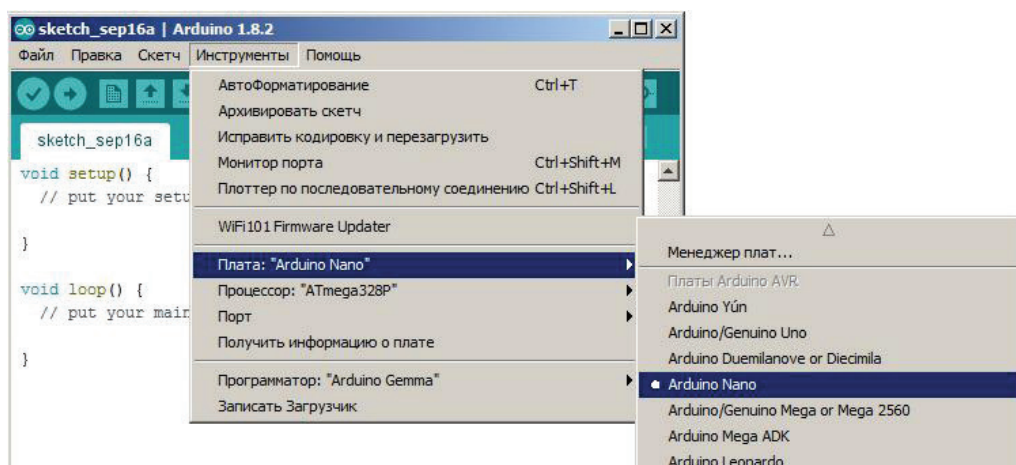 sketch_sep16a | Arduino 1.8.2
Файл Правка Скетч Инструменты Помощь
sketch_sep16a
void setup() {
// put your setu
}
void loop() {
// put your main
}
АвтоФорматирование Ctrl+T
Архивировать скетч
Исправить кодировку и перезагрузить
Монитор порта Ctrl+Shift+M
Плоттер по последовательному соединению Ctrl+Shift+L
WiFi101 Firmware Updater
Плата: "Arduino Nano"
Процессор: "ATmega328P"
Порт
Получить информацию о плате
Программатор: "Arduino Gemma"
Записать Загрузчик
Менеджер плат...
Платы Arduino AVR
Arduino Yún
Arduino/Genuino Uno
Arduino Duemilanove or Diecimila
Arduino Nano
Arduino/Genuino Mega or Mega 2560
Arduino Mega ADK
Arduino Leonardo